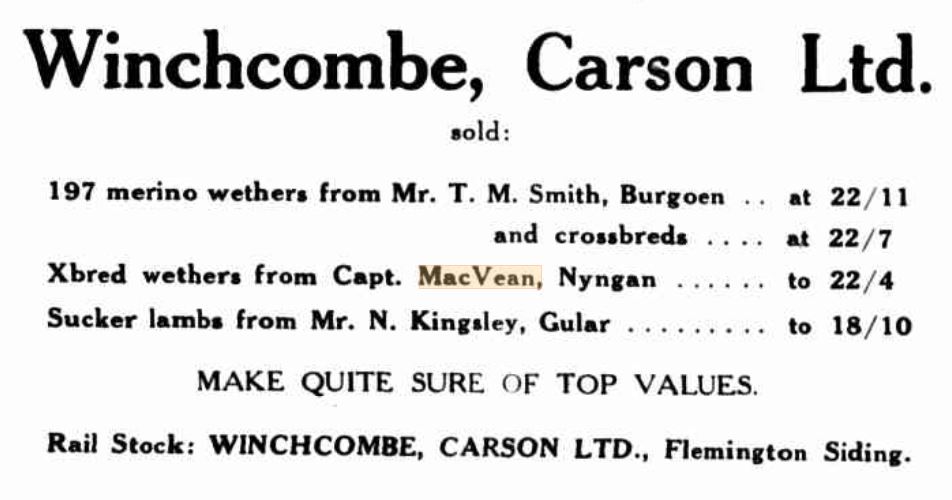 Winchcombe, Carson Ltd.
sold:
197 merino wethers from Mr. T. M. Smith, Burgoen .. at 22/11
and crossbreds .... at 22/7
Xbred wethers from Capt. MacVean, Nyngan ...... to 22/4
Sucker lambs from Mr. N. Kingsley, Gular ......... to 18/10
MAKE QUITE SURE OF TOP VALUES.
Rail Stock: WINCHCOMBE, CARSON LTD., Flemington Siding.